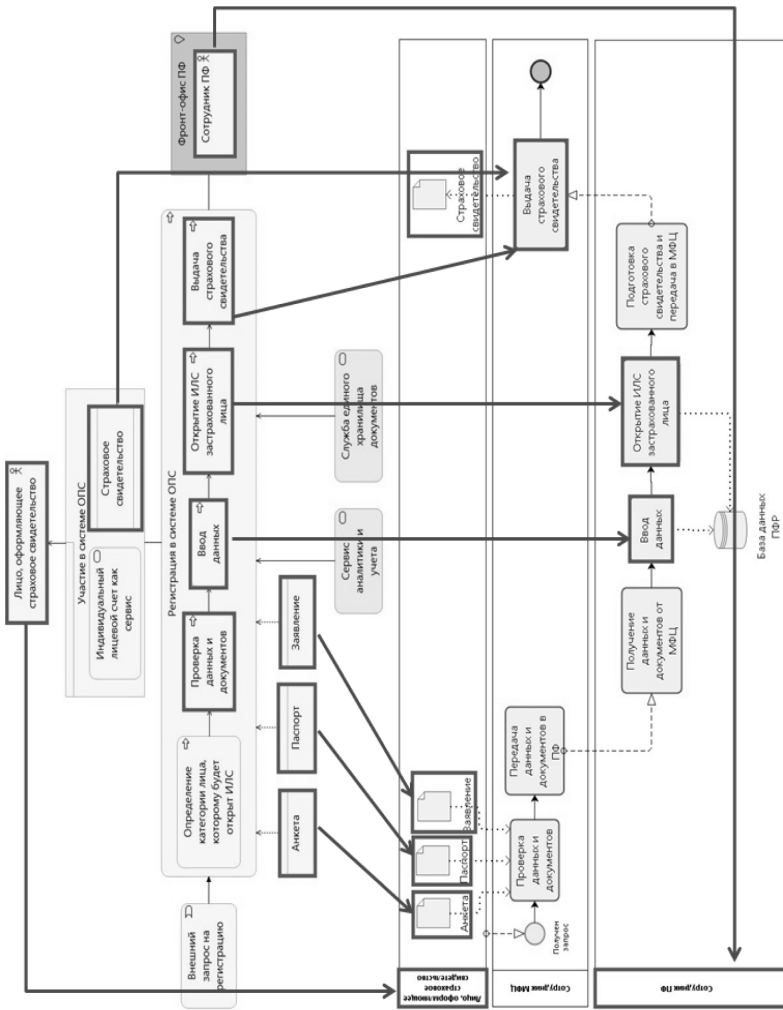 Лицо, оформляющее
страховое свидетельство
Участие в системе ОПС
Индивидуальный
лицевой счет как
сервис
Страховое
свидетельство
Фронт-офис ПФ
Сотрудник ПФ
Внешний
запрос на
регистрацию
Регистрация в системе ОПС
Определение
категории лица,
которому будет
открыт ИЛС
Проверка
данных и
документов
Ввод
данных
Открытие ИЛС
застрахованного
лица
Выдача
страхового
свидетельства
Анкета
Паспорт
Заявление
Сервис
аналитики и
учета
Служба единого
хранилища
документов
Лицо, оформляющее
страховое
свидетельство
Анкета
Паспорт
Заявление
Страховое
свидетельство
Сотрудник МФЦ
Получен
запрос
Проверка
данных и
документов
Передача
данных и
документов в
ПФ
Выдача
страхового
свидетельства
Сотрудник ПФ
Получение
данных и
документов от
МФЦ
Ввод
данных
Открытие ИЛС
застрахованного
лица
Подготовка
страхового
свидетельства и
передача в МФЦ
База данных
ПФР